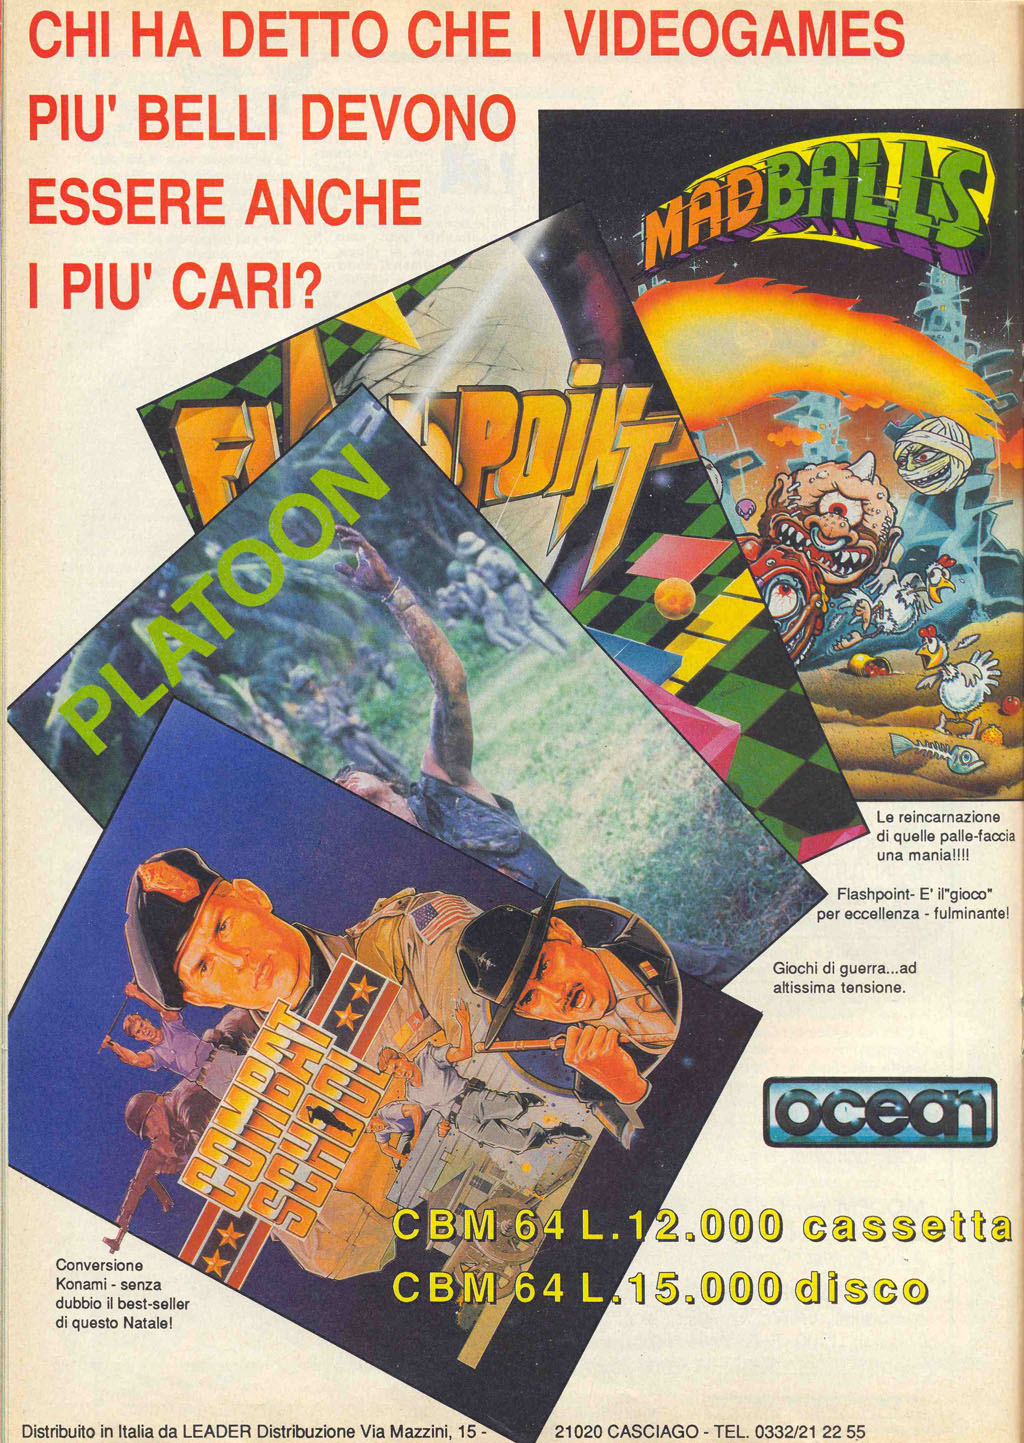 CHI HA DETTO CHE I VIDEOGAMES
PIU' BELLI DEVONO
ESSERE ANCHE
I PIU' CARI?
MADBALLS
FLASHPOINT
PLATOON
Le reincarnazione
di quelle palle-faccia
una mania!!!!
Flashpoint- E' il"gioco"
per eccellenza - fulminante!
Giochi di guerra...ad
altissima tensione.
COMBAT
SCHOOL
ocean
CBM 64 L.12.000 cassetta
CBM 64 L.15.000 disco
Conversione
Konami - senza
dubbio il best-seller
di questo Natale!
Distribuito in Italia da LEADER Distribuzione Via Mazzini, 15 - 21020 CASCIAGO - TEL. 0332/21 22 55